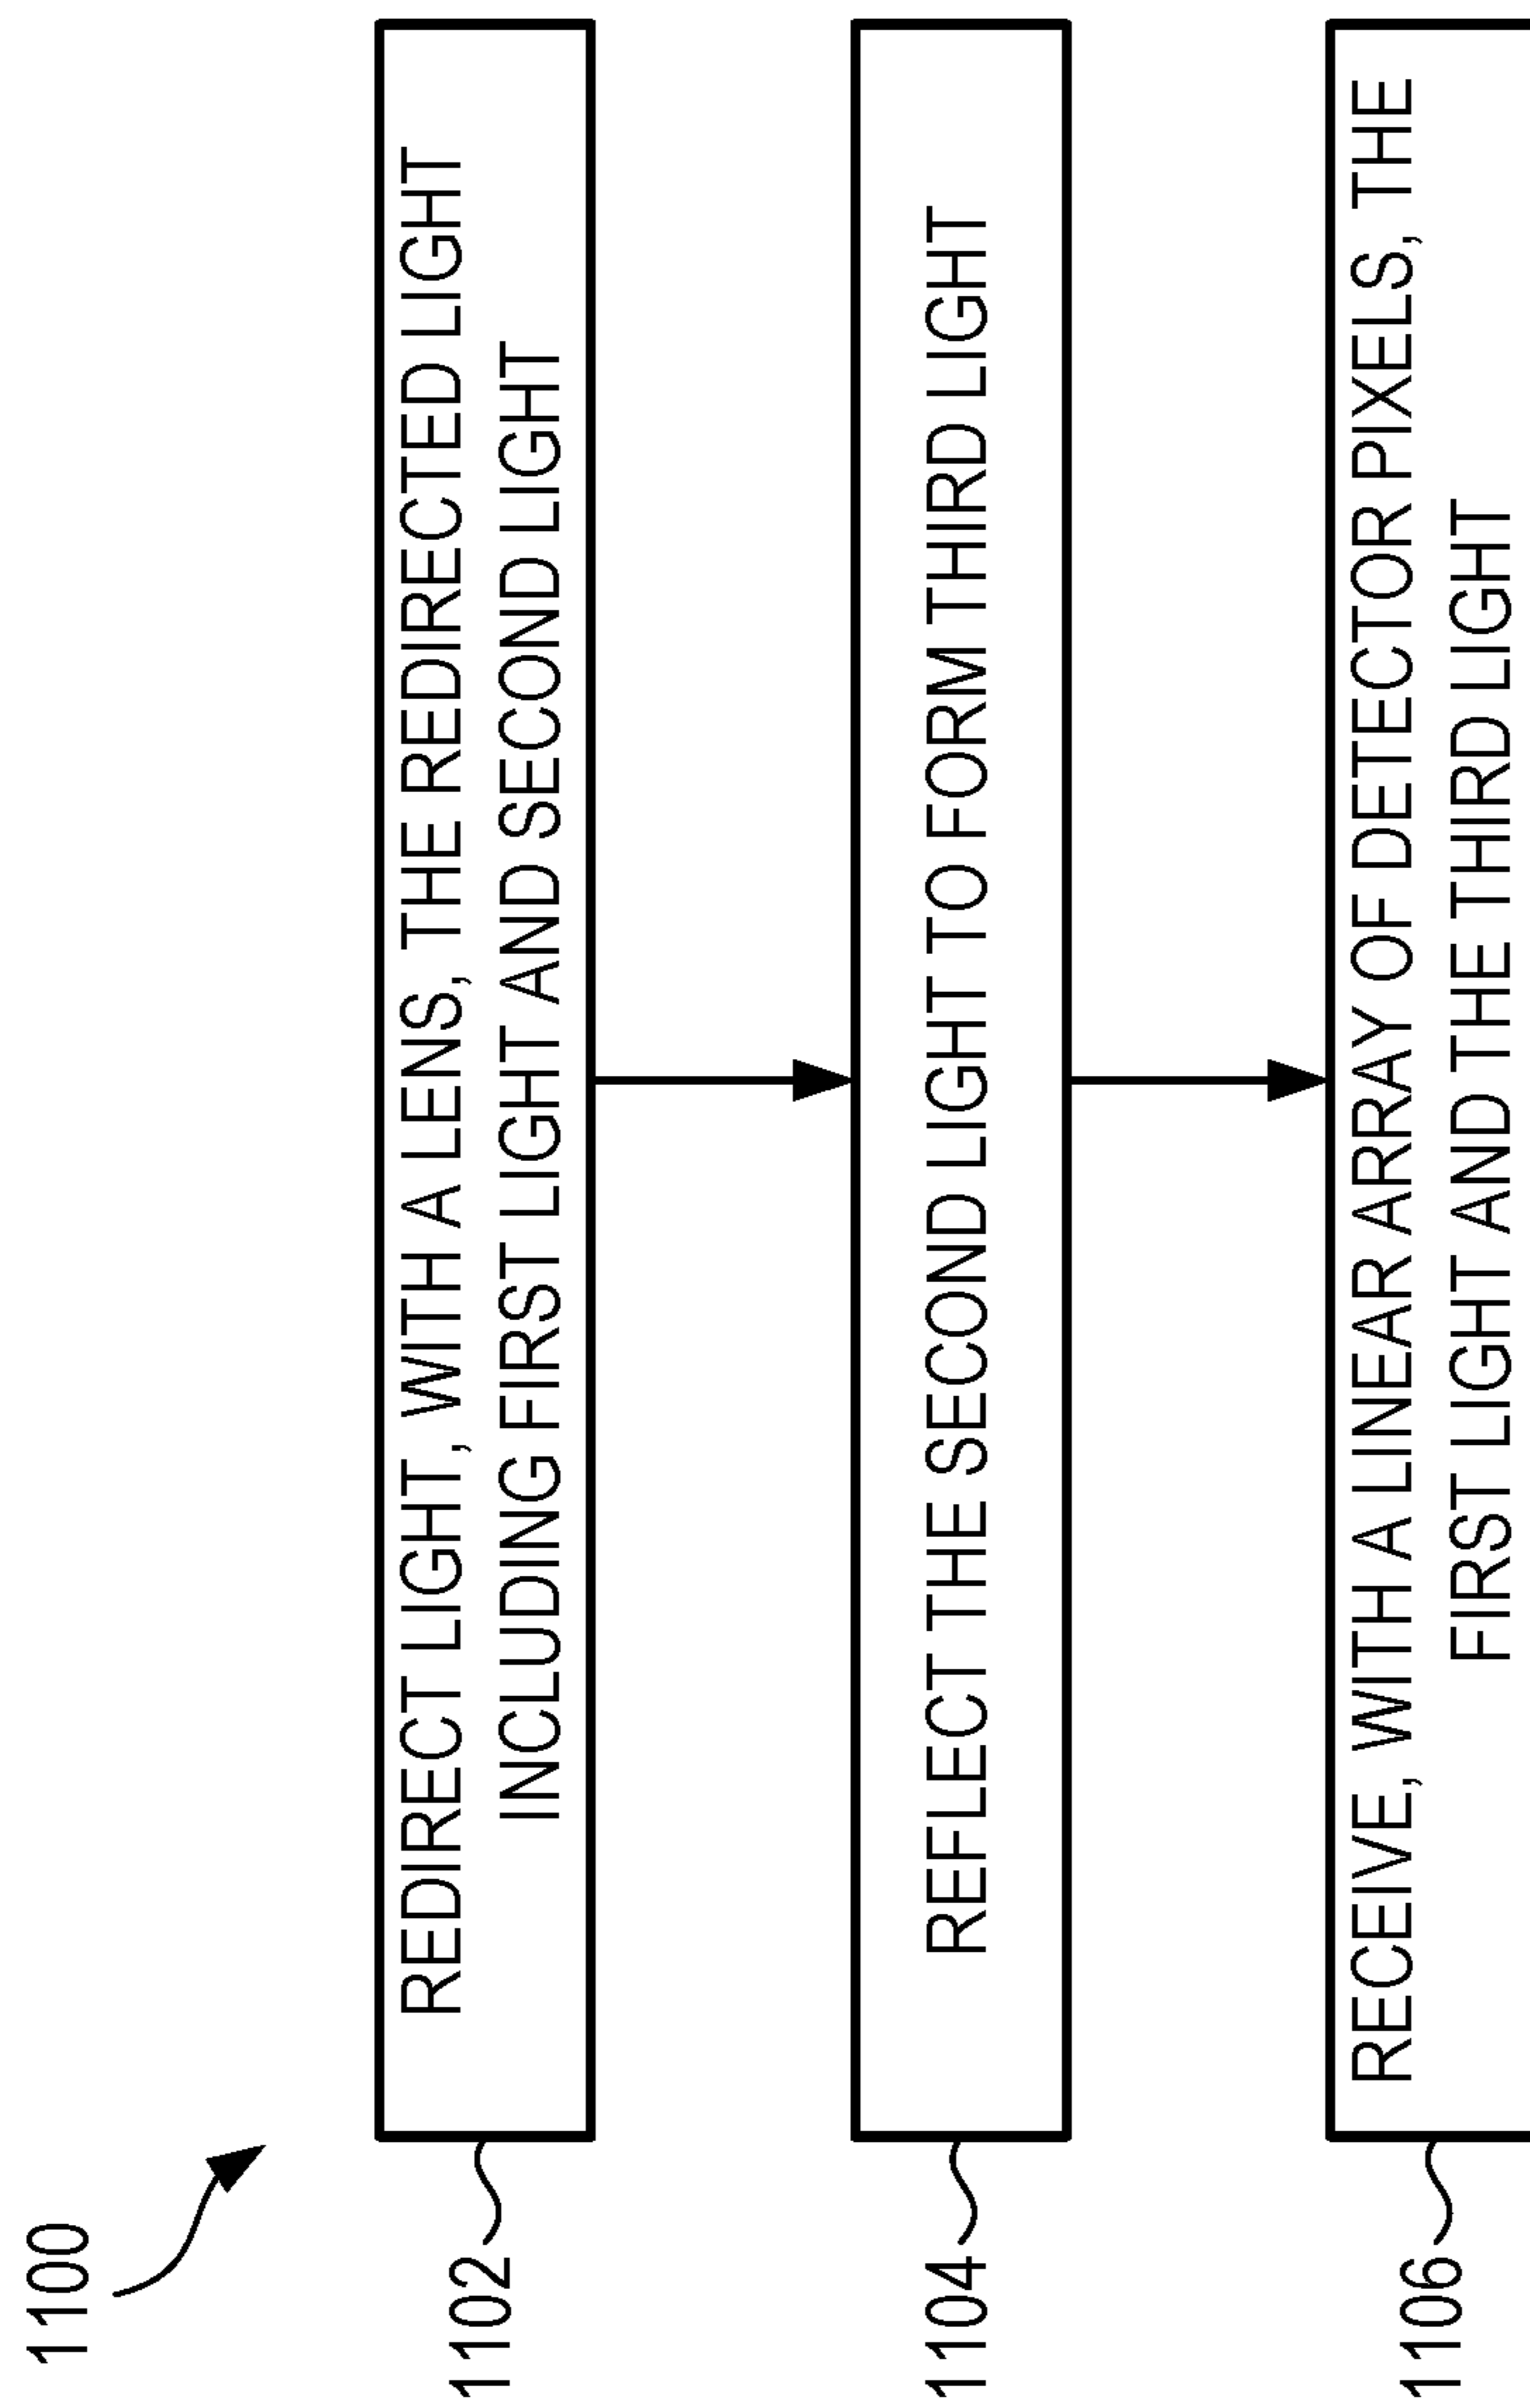 1100
1102
REDIRECT LIGHT, WITH A LENS, THE REDIRECTED LIGHT
INCLUDING FIRST LIGHT AND SECOND LIGHT
1104
REFLECT THE SECOND LIGHT TO FORM THIRD LIGHT
1106
RECEIVE, WITH A LINEAR ARRAY OF DETECTOR PIXELS, THE
FIRST LIGHT AND THE THIRD LIGHT